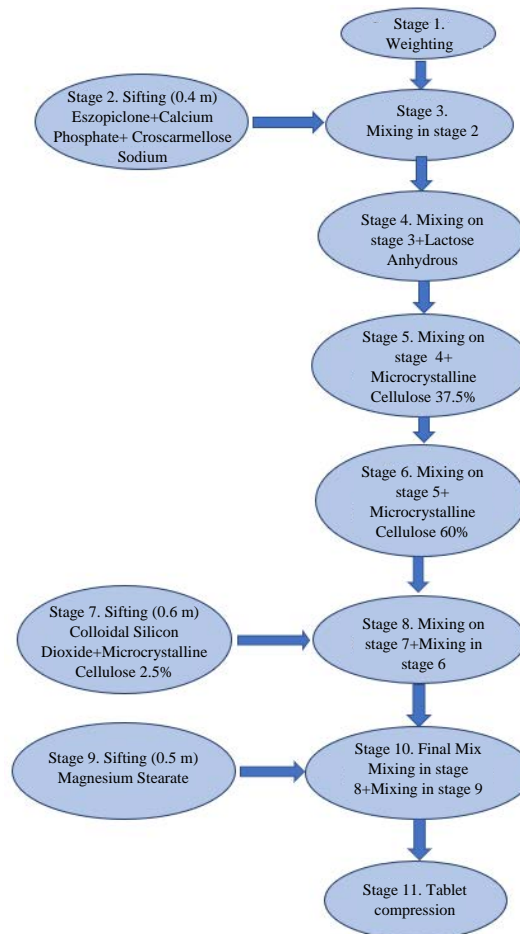 Stage 1.
Weighting
Stage 2. Sifting (0.4 m)
Eszopiclone+Calcium
Phosphate+ Croscarmellose
Sodium
Stage 3.
Mixing in stage 2
Stage 4. Mixing on
stage 3+Lactose
Anhydrous
Stage 5. Mixing on
stage 4+
Microcrystalline
Cellulose 37.5%
Stage 6. Mixing on
stage 5+
Microcrystalline
Cellulose 60%
Stage 7. Sifting (0.6 m)
Colloidal Silicon
Dioxide+Microcrystalline
Cellulose 2.5%
Stage 8. Mixing on
stage 7+Mixing in
stage 6
Stage 9. Sifting (0.5 m)
Magnesium Stearate
Stage 10. Final Mix
Mixing in stage
8+Mixing in stage 9
Stage 11. Tablet
compression